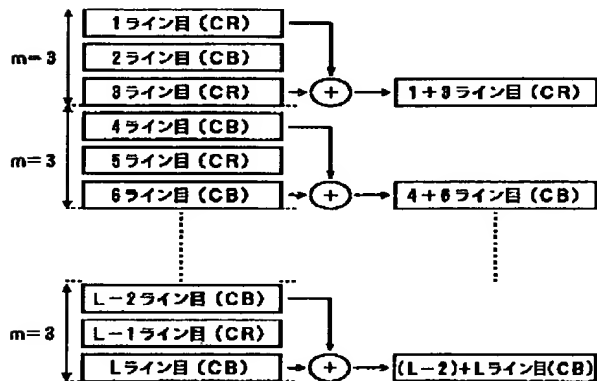 1ライン目(CR)
m=3
2ライン目(CB)
3ライン目(CR)
+
1+3ライン目(CR)
4ライン目(CB)
m=3
5ライン目(CR)
6ライン目(CB)
+
4+6ライン目(CB)
L-2ライン目(CB)
m=3
L-1ライン目(CR)
Lライン目(CB)
+
(L-2)+Lライン目(CB)